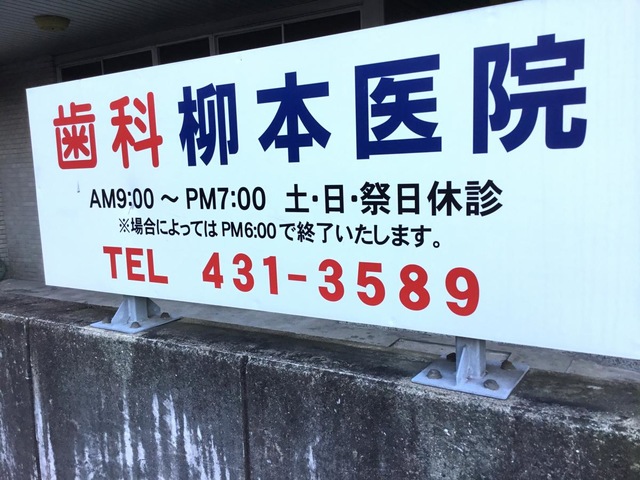 歯科 柳本医院
AM9:00～PM7:00 土・日・祭日休診
※場合によってはPM6:00で終了いたします。
TEL 431-3589